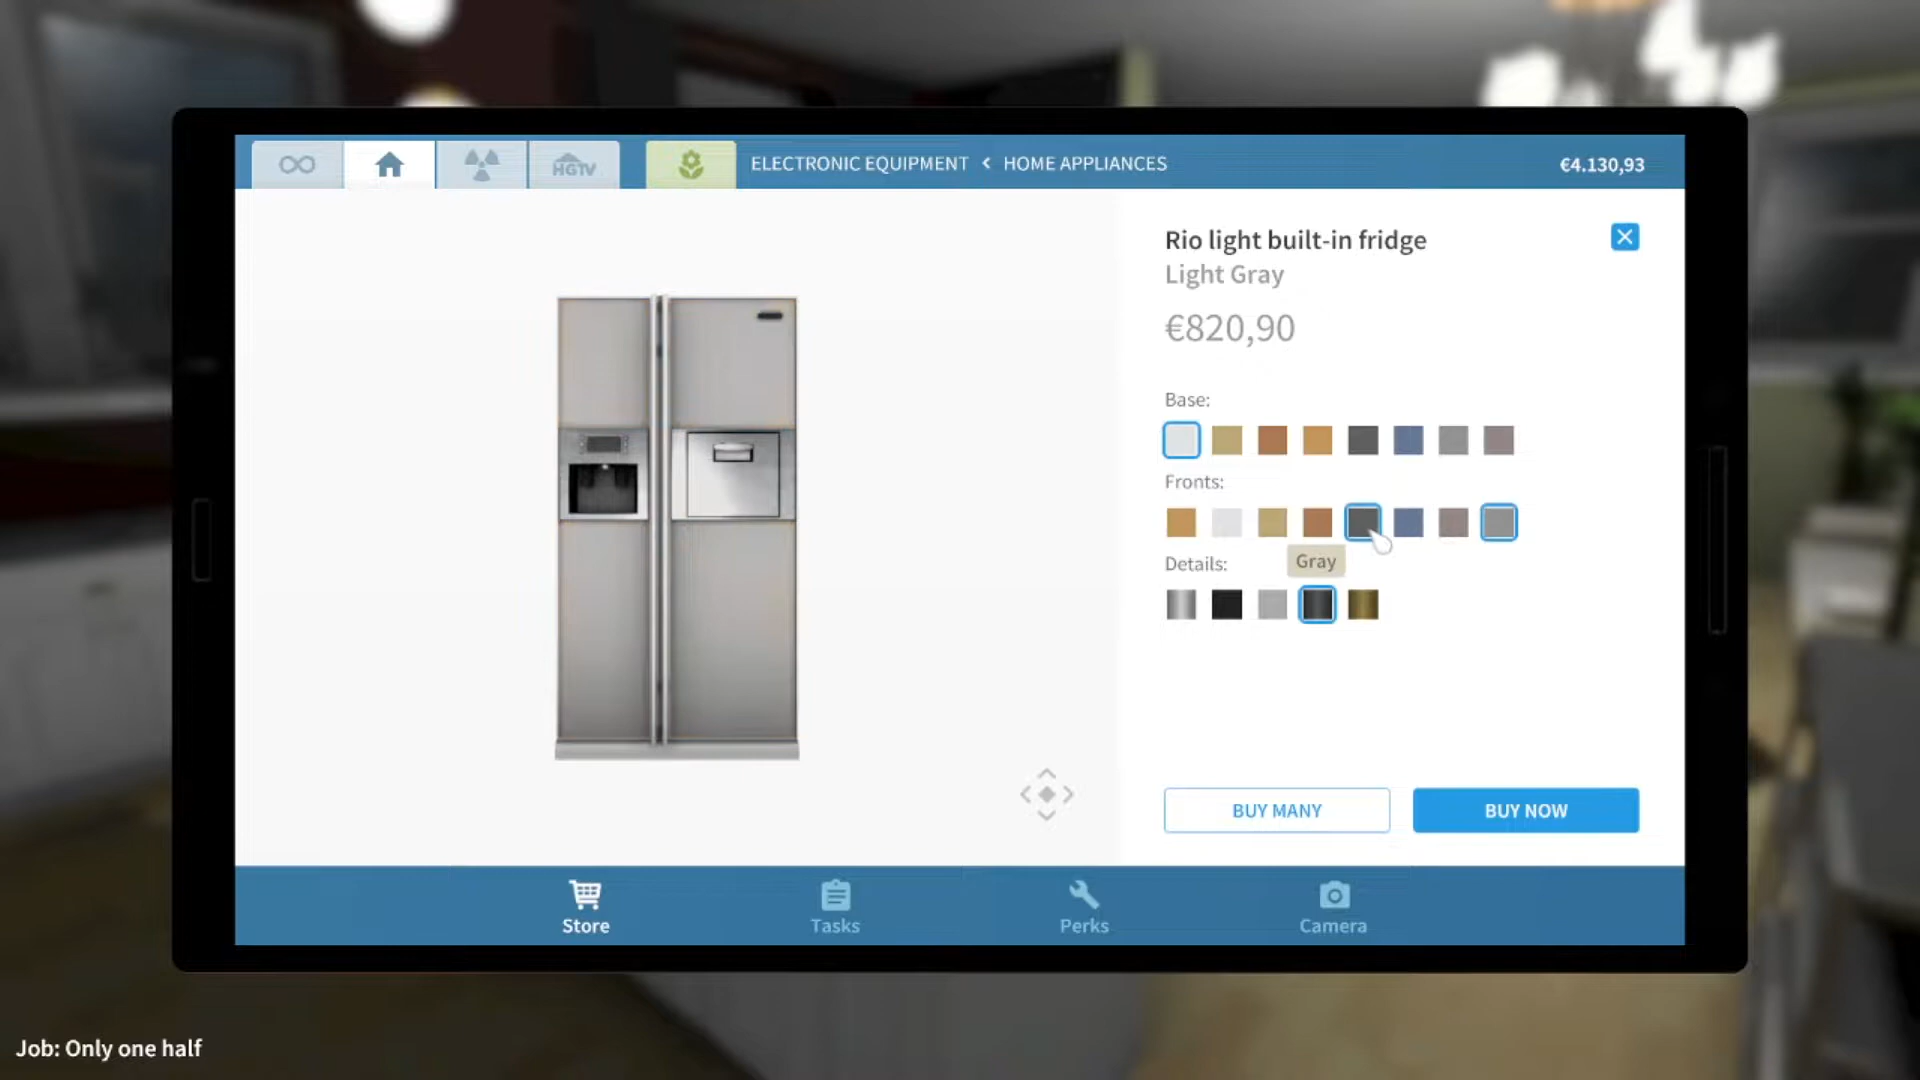 HGTV
ELECTRONIC EQUIPMENT < HOME APPLIANCES
€4.130,93
Rio light built-in fridge
Light Gray
€820,90
Base:
Fronts:
Gray
Details:
BUY MANY
BUY NOW
Store
Tasks
Perks
Camera
Job: Only one half